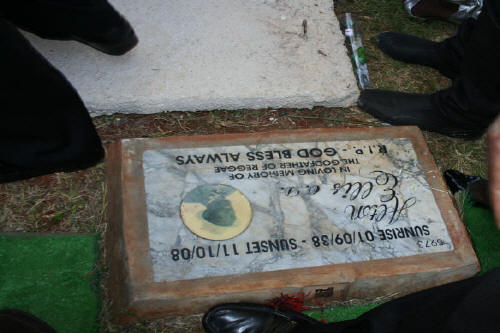 SUNRISE 01/09/38 - SUNSET 11/10/08
Alton
Ellis O.D.
IN LOVING MEMORY OF
THE GODFATHER OF REGGAE
R.I.P. - GOD BLESS ALWAYS